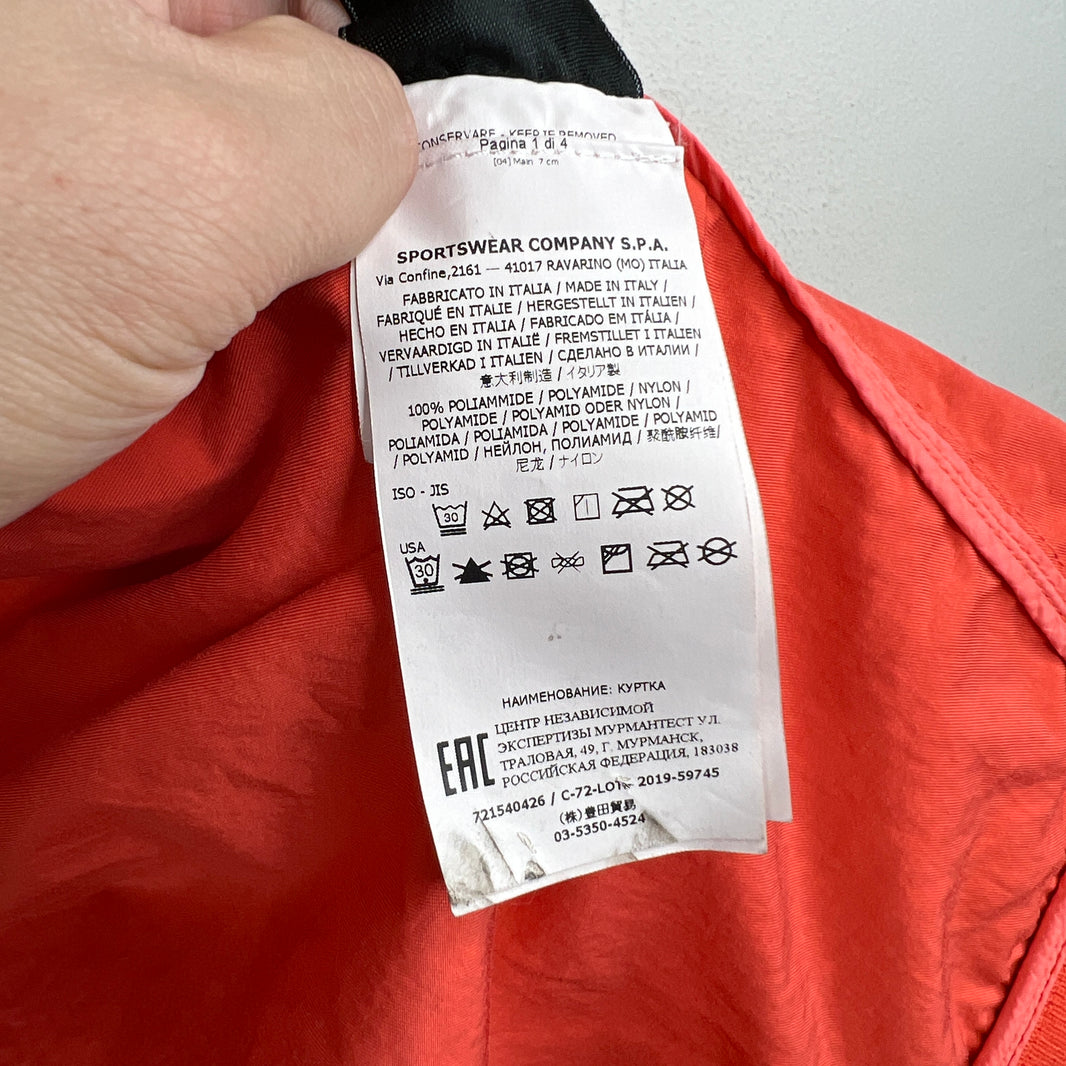 CONSERVARE - KEEP IE REMOVED
Pagina 1 di 4
[04] Main 7 cm
SPORTSWEAR COMPANY S.P.A.
Via Confine,2161 — 41017 RAVARINO (MO) ITALIA
FABBRICATO IN ITALIA / MADE IN ITALY /
FABRIQUÉ EN ITALIE / HERGESTELLT IN ITALIEN /
HECHO EN ITALIA / FABRICADO EM ITÁLIA /
VERVAARDIGD IN ITALIË / FREMSTILLET I ITALIEN
/ TILLVERKAD I ITALIEN / СДЕЛАНО В ИТАЛИИ /
意大利制造 / イタリア製
100% POLIAMMIDE / POLYAMIDE / NYLON /
POLYAMIDE / POLYAMID ODER NYLON /
POLIAMIDA / POLIAMIDA / POLYAMIDE / POLYAMID
/ POLYAMID / НЕЙЛОН, ПОЛИАМИД / 聚酰胺纤维/
尼龙 / ナイロン
ISO - JIS
30
USA
30
НАИМЕНОВАНИЕ: КУРТКА
EAC
ЦЕНТР НЕЗАВИСИМОЙ
ЭКСПЕРТИЗЫ МУРМАНТЕСТ УЛ.
ТРАЛОВАЯ, 49, Г. МУРМАНСК,
РОССИЙСКАЯ ФЕДЕРАЦИЯ, 183038
721540426 / C-72-LOTK 2019-59745
(株)豊田貿易
03-5350-4524